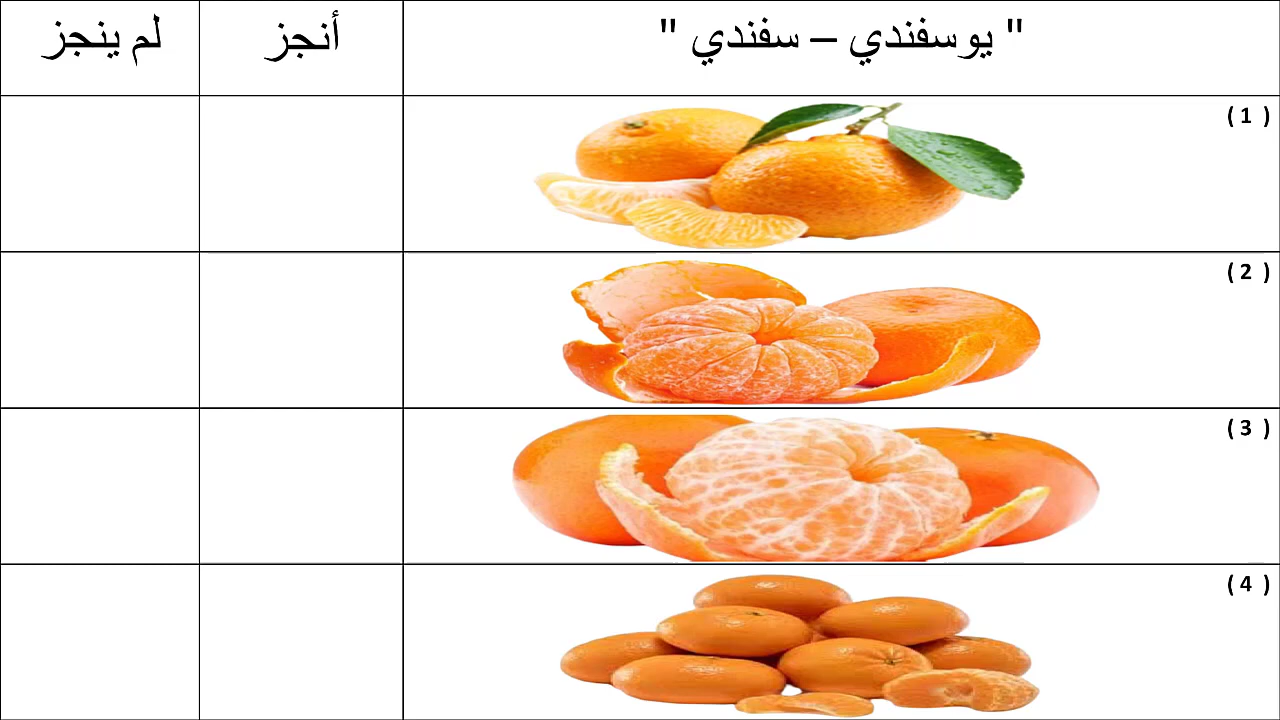 " يوسفندي – سفندي "
أنجز
لم ينجز
( 1 )
( 2 )
( 3 )
( 4 )